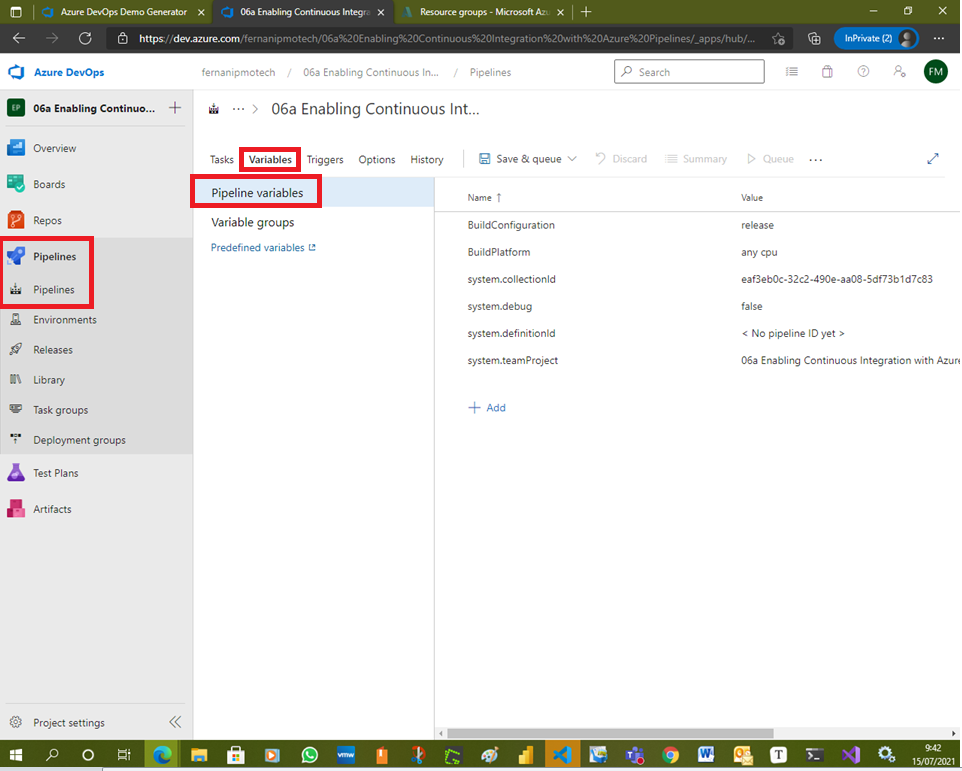 Azure DevOps Demo Generator
06a Enabling Continuous Integra
Resource groups - Microsoft Azu
https://dev.azure.com/fernanipmotech/06a%20Enabling%20Continuous%20Integration%20with%20Azure%20Pipelines/_apps/hub/...
InPrivate (2)
Azure DevOps
fernanipmotech / 06a Enabling Continuous In... / Pipelines
Search
FM
EP
06a Enabling Continuo...
06a Enabling Continuous Int...
Overview
Boards
Repos
Pipelines
Pipelines
Environments
Releases
Library
Task groups
Deployment groups
Test Plans
Artifacts
Project settings
Tasks Variables Triggers Options History
Save & queue Discard Summary Queue ...
Pipeline variables
Variable groups
Predefined variables
Name ↑ Value
BuildConfiguration release
BuildPlatform any cpu
system.collectionId eaf3eb0c-32c2-490e-aa08-5df73b1d7c83
system.debug false
system.definitionId < No pipeline ID yet >
system.teamProject 06a Enabling Continuous Integration with Azure
+ Add
vmw
W
T
9:42
15/07/2021